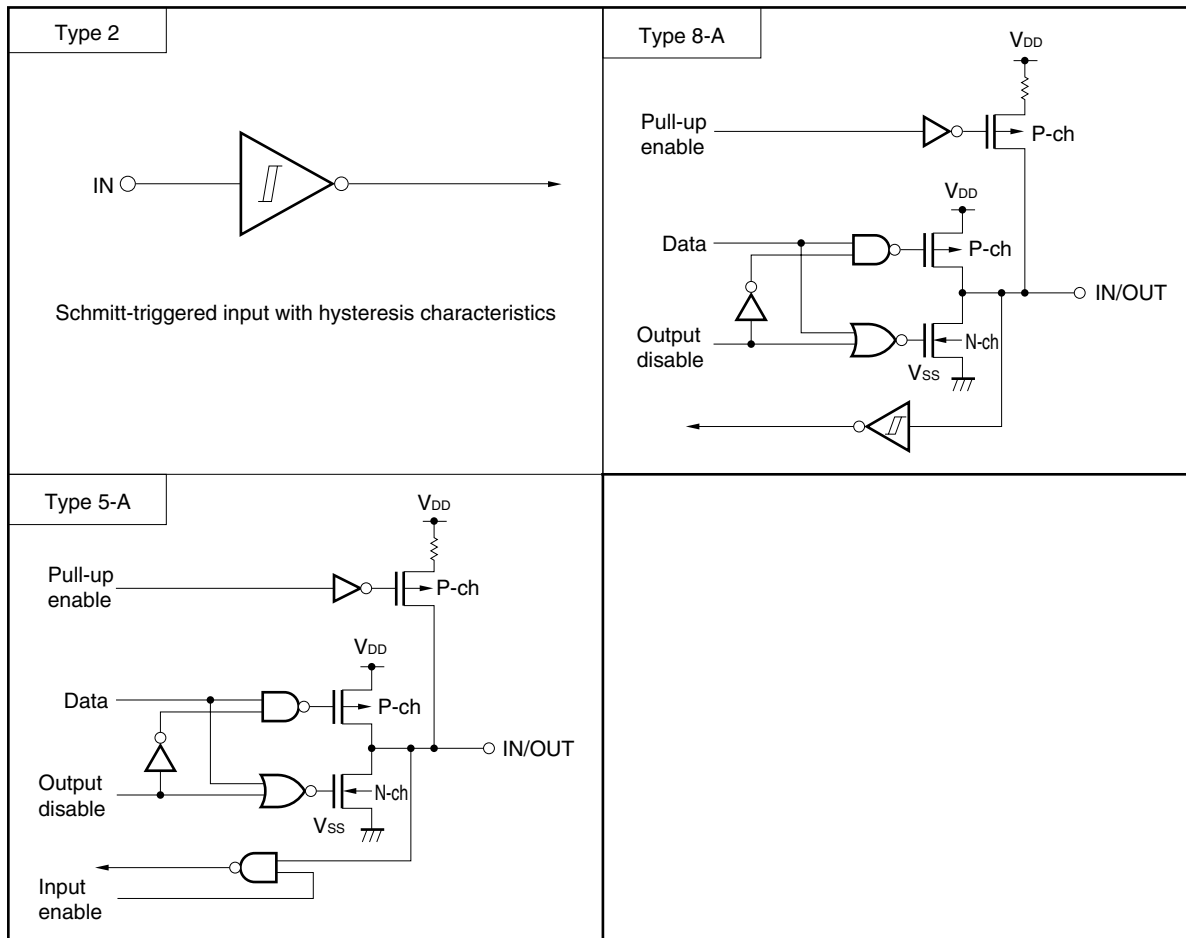 Type 2
IN
Schmitt-triggered input with hysteresis characteristics
Type 8-A
VDD
Pull-up
enable
P-ch
VDD
Data
P-ch
IN/OUT
Output
disable
N-ch
VSS
Type 5-A
VDD
Pull-up
enable
P-ch
VDD
Data
P-ch
IN/OUT
Output
disable
N-ch
VSS
Input
enable